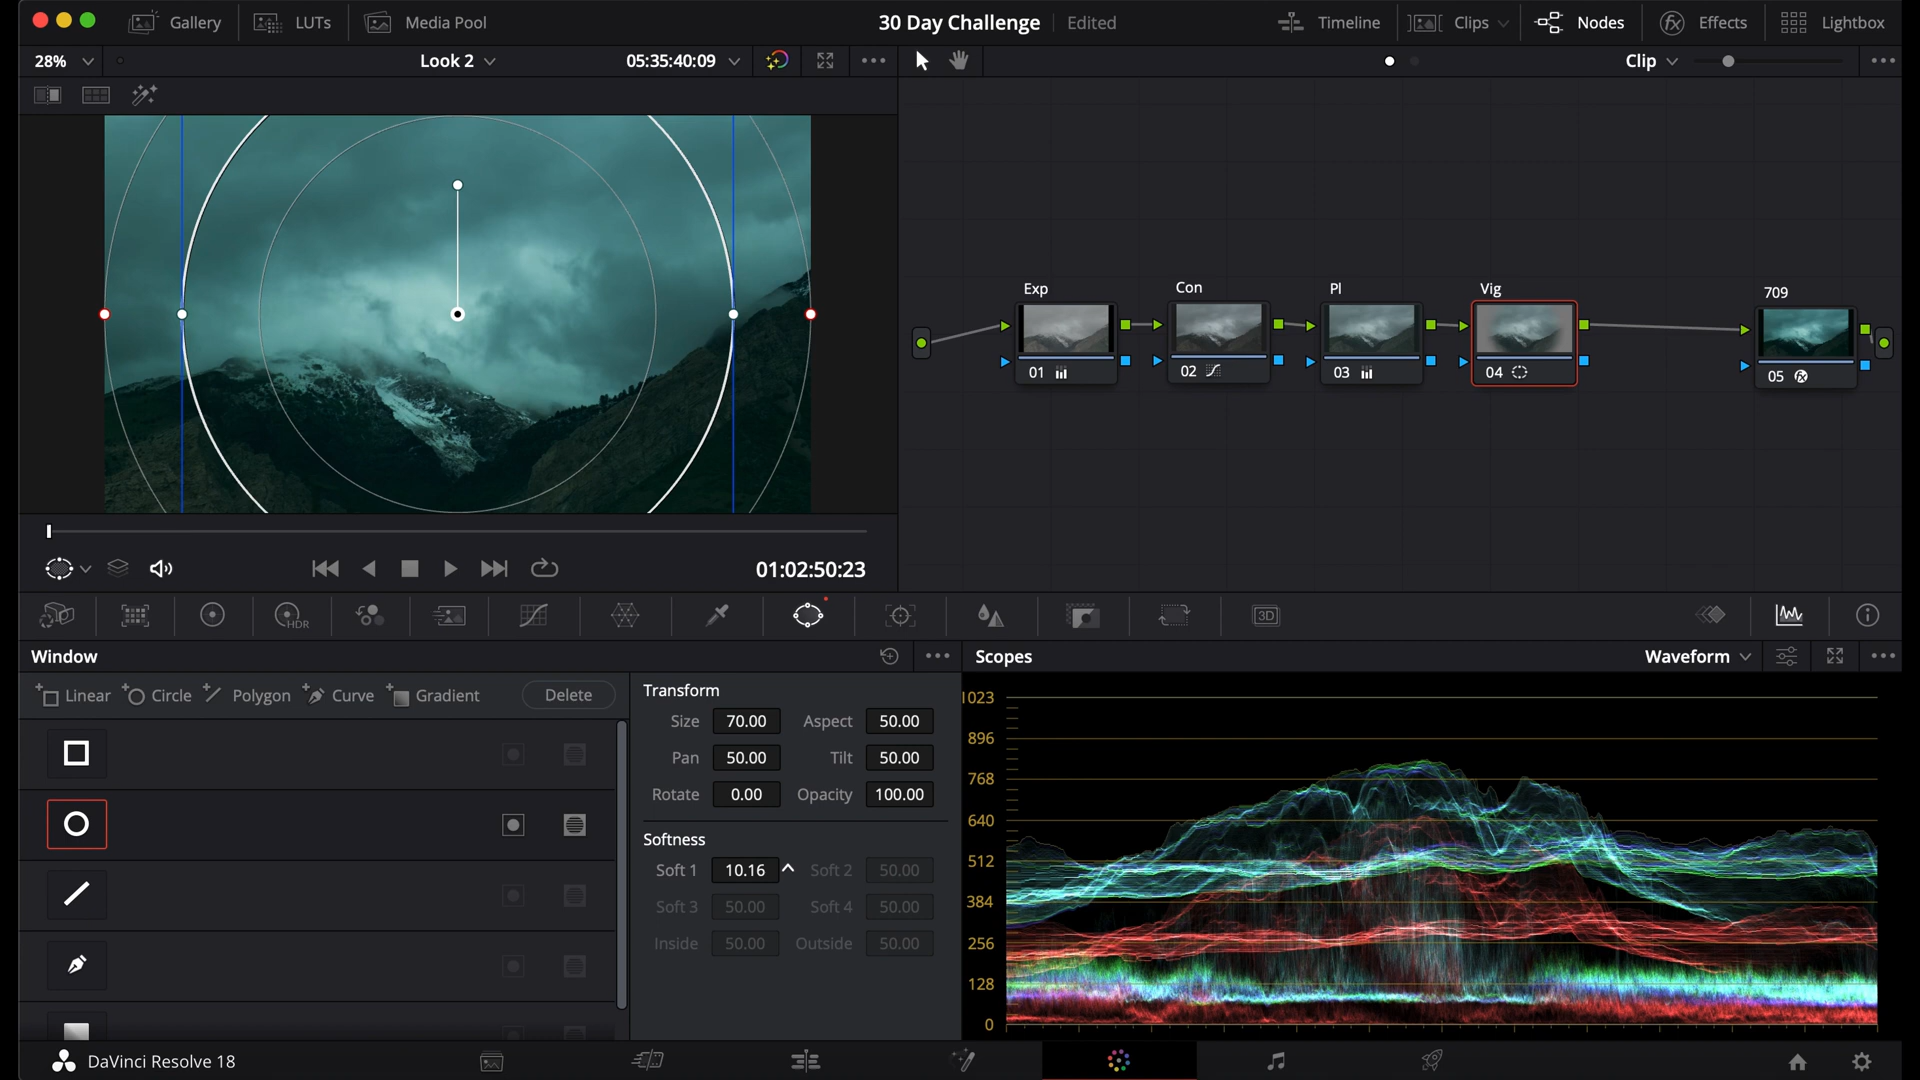 Gallery LUTs Media Pool 30 Day Challenge Edited Timeline Clips Nodes Effects Lightbox
28% Look 2 05:35:40:09 Clip
Exp Con Pl Vig 709
01 02 03 04 05
01:02:50:23
HDR 3D
Window Scopes Waveform
Linear Circle Polygon Curve Gradient Delete
Transform
Size 70.00 Aspect 50.00
Pan 50.00 Tilt 50.00
Rotate 0.00 Opacity 100.00
Softness
Soft 1 10.16 Soft 2 50.00
Soft 3 50.00 Soft 4 50.00
Inside 50.00 Outside 50.00
1023
896
768
640
512
384
256
128
0
DaVinci Resolve 18